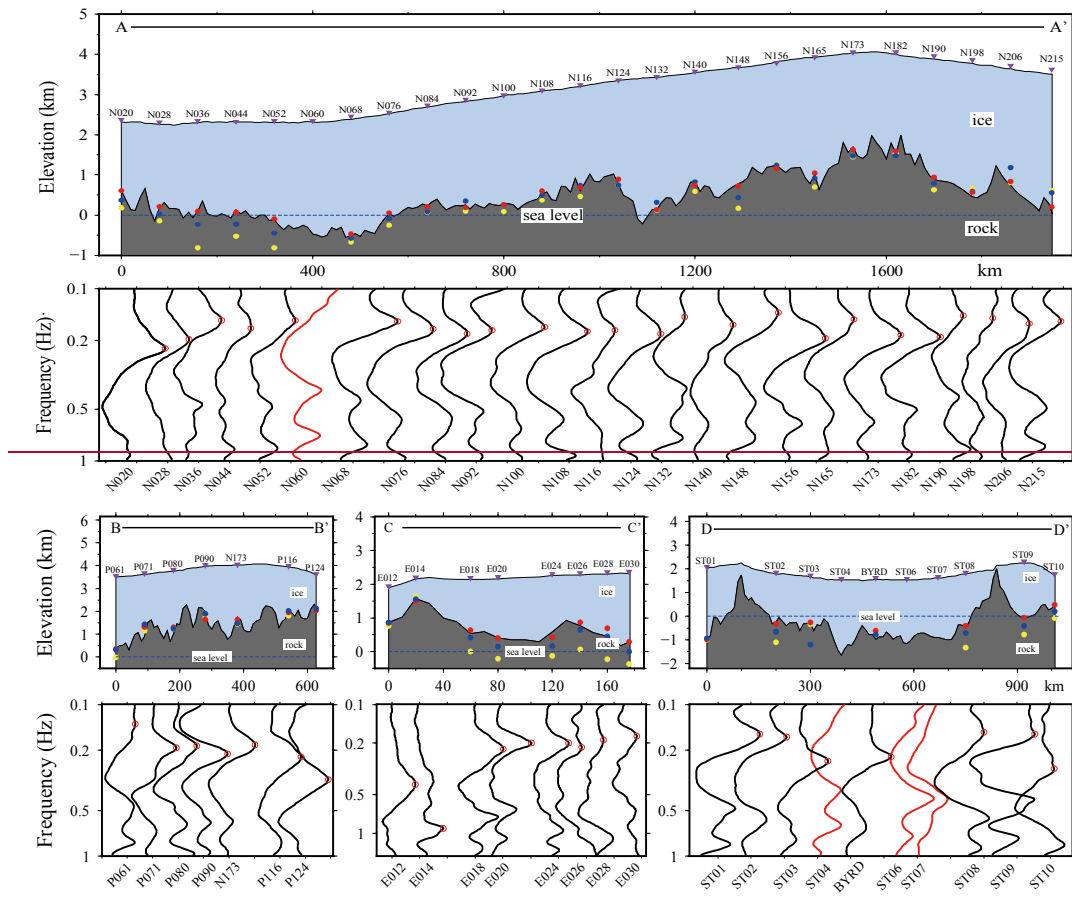 A A’
Elevation (km)
5
4
3
2
1
0
−1
N020 N028 N036 N044 N052 N060 N068 N076 N084 N092 N100 N108 N116 N124 N132 N140 N148 N156 N165 N173 N182 N190 N198 N206 N215
ice
sea level
rock
0 400 800 1200 1600 km
Frequency (Hz)·
0.1
0.2
0.5
1
N020 N028 N036 N044 N052 N060 N068 N076 N084 N092 N100 N108 N116 N124 N132 N140 N148 N156 N165 N173 N182 N190 N198 N206 N215
B B’
Elevation (km)
6
5
4
3
2
1
0
P061 P071 P080 P090 N173 P116 P124
ice
rock
sea level
0 200 400 600
C C’
4
3
2
1
0
E012 E014 E018 E020 E024 E026 E028 E030
ice
rock
sea level
0 40 80 120 160
D D’
4
3
2
1
0
−1
−2
ST01 ST02 ST03 ST04 BYRD ST06 ST07 ST08 ST09 ST10
ice
sea level
rock
0 300 600 900 km
Frequency (Hz)
0.1
0.2
0.5
1
P061 P071 P080 P090 N173 P116 P124
0.1
0.2
0.5
1
E012 E014 E018 E020 E024 E026 E028 E030
0.1
0.2
0.5
1
ST01 ST02 ST03 ST04 BYRD ST06 ST07 ST08 ST09 ST10